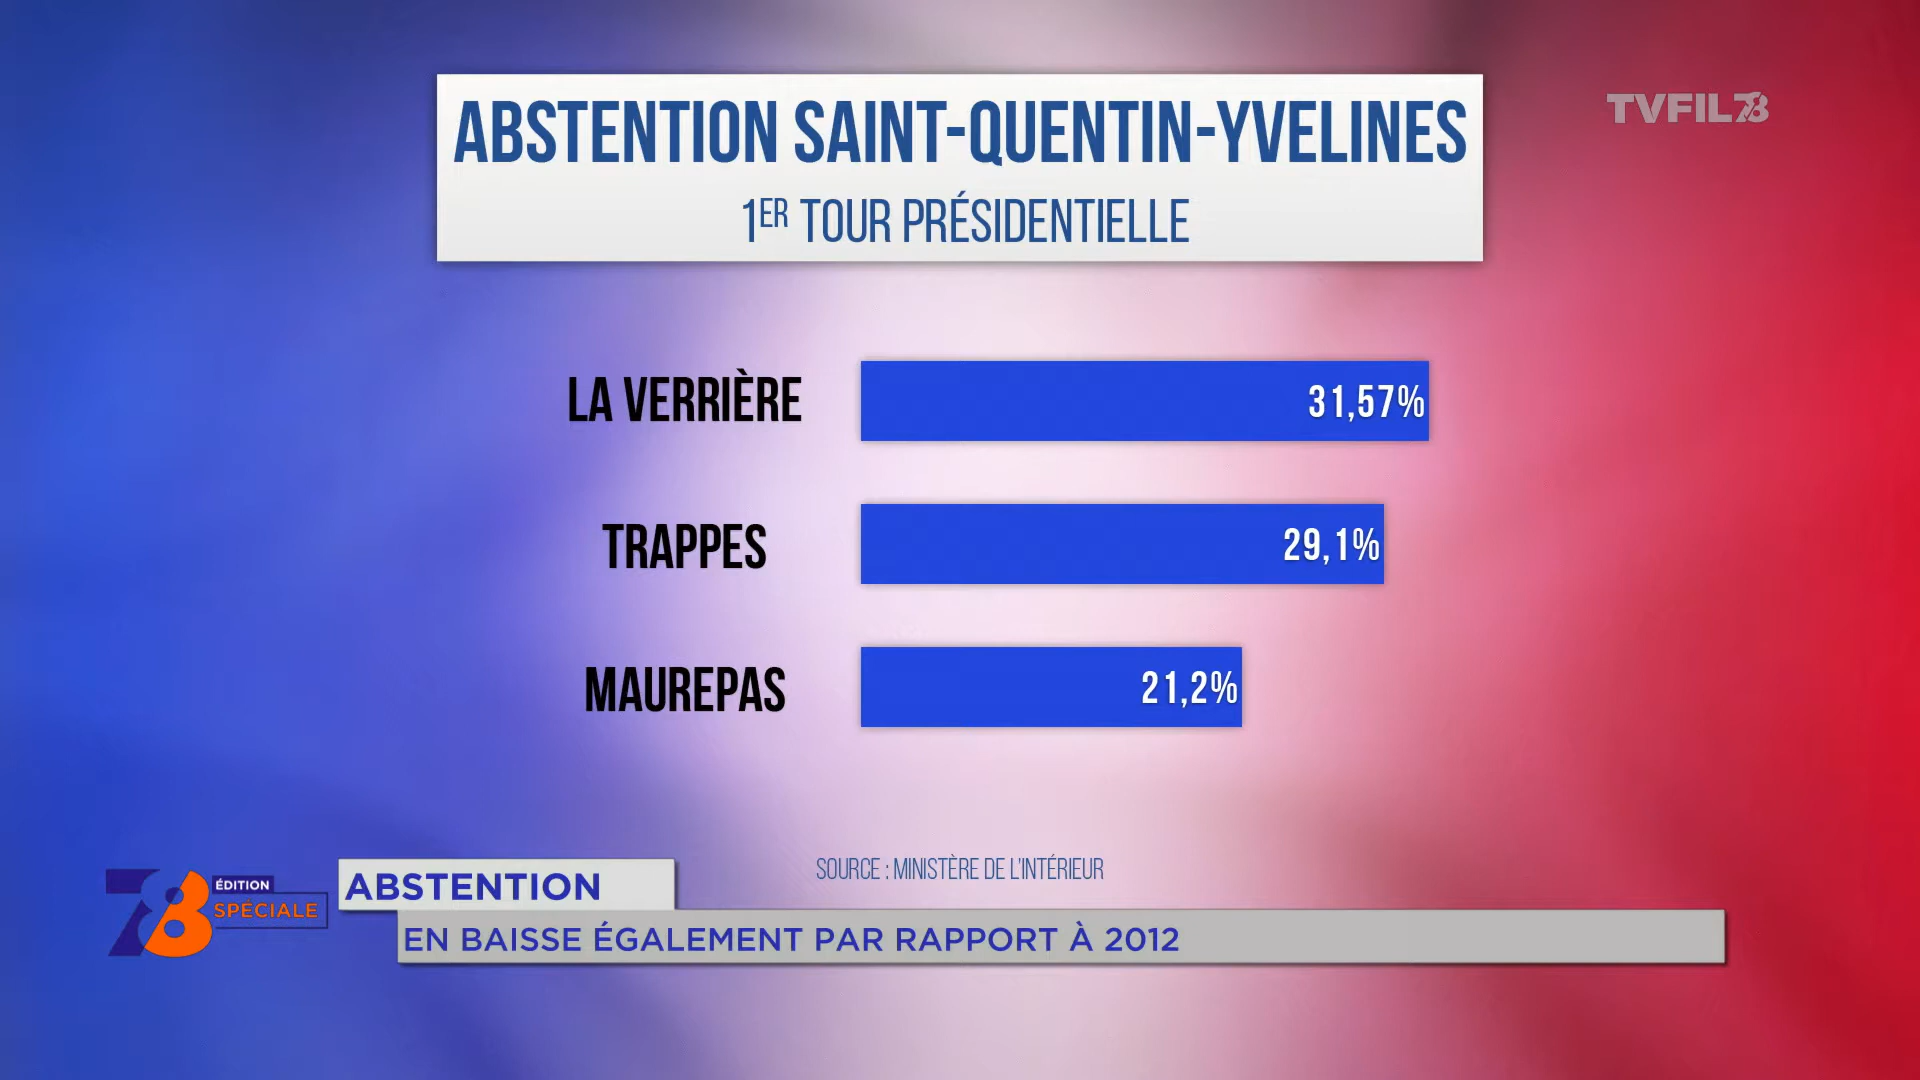 ABSTENTION SAINT-QUENTIN-YVELINES
1ER TOUR PRÉSIDENTIELLE
TVFIL78
LA VERRIÈRE
31,57%
TRAPPES
29,1%
MAUREPAS
21,2%
SOURCE : MINISTÈRE DE L'INTÉRIEUR
78
ÉDITION
SPÉCIALE
ABSTENTION
EN BAISSE ÉGALEMENT PAR RAPPORT À 2012